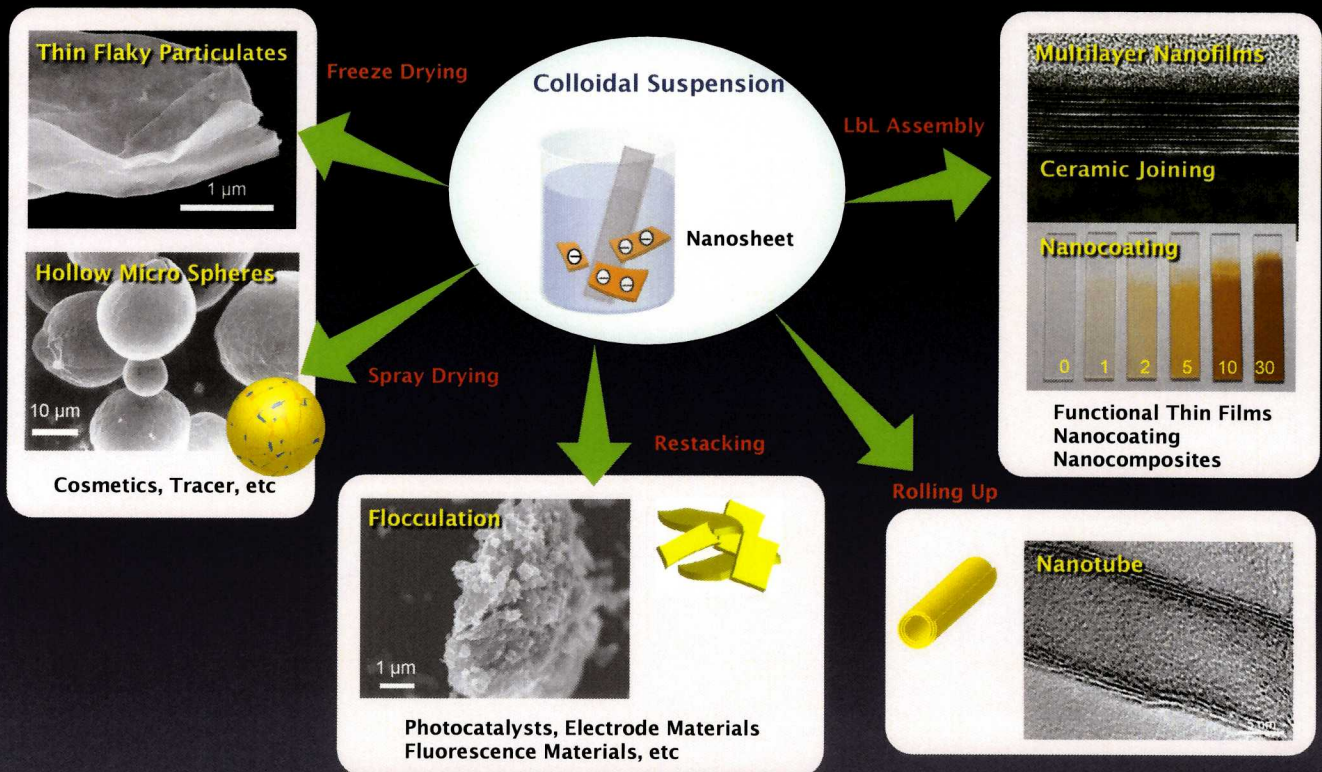 Thin Flaky Particulates
1 μm
Hollow Micro Spheres
10 μm
Cosmetics, Tracer, etc
Freeze Drying
Spray Drying
Colloidal Suspension
Nanosheet
LbL Assembly
Multilayer Nanofilms
Ceramic Joining
Nanocoating
0 1 2 5 10 30
Functional Thin Films
Nanocoating
Nanocomposites
Restacking
Flocculation
1 μm
Photocatalysts, Electrode Materials
Fluorescence Materials, etc
Rolling Up
Nanotube
5 nm